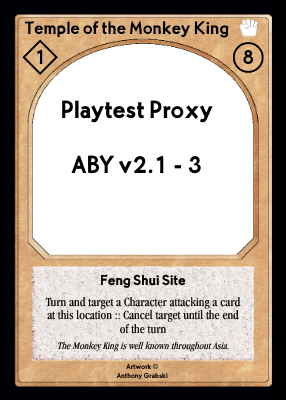 Temple of the Monkey King
1
8
Playtest Proxy
ABY v2.1 - 3
Feng Shui Site
Turn and target a Character attacking a card
at this location :: Cancel target until the end
of the turn
The Monkey King is well known throughout Asia.
Artwork ©
Anthony Grabski